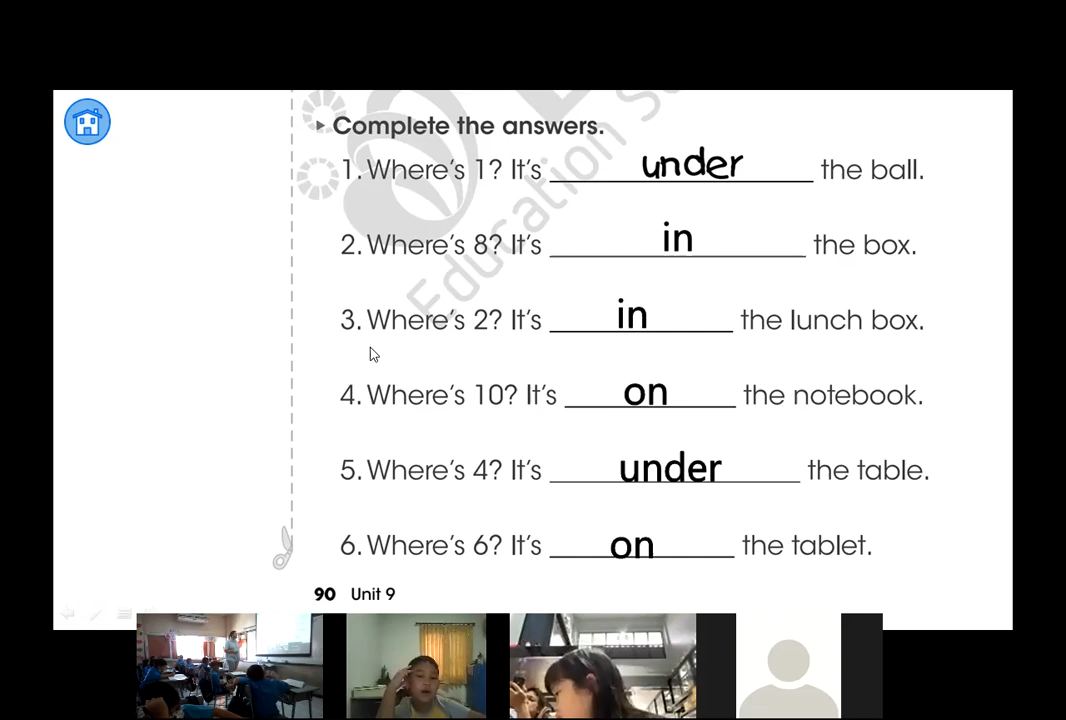 Complete the answers.
1. Where's 1? It's under the ball.
2. Where's 8? It's in the box.
3. Where's 2? It's in the lunch box.
4. Where's 10? It's on the notebook.
5. Where's 4? It's under the table.
6. Where's 6? It's on the tablet.
90 Unit 9
Education